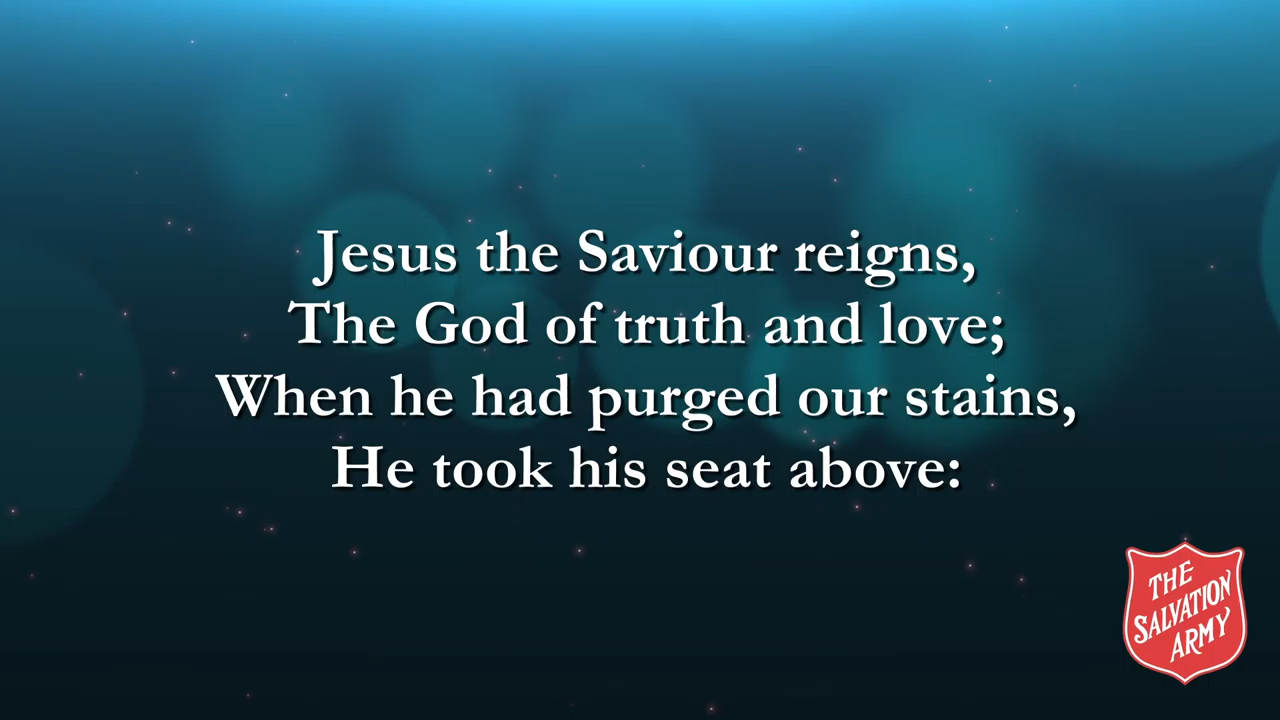 Jesus the Saviour reigns,
The God of truth and love;
When he had purged our stains,
He took his seat above:
THE
SALVATION
ARMY